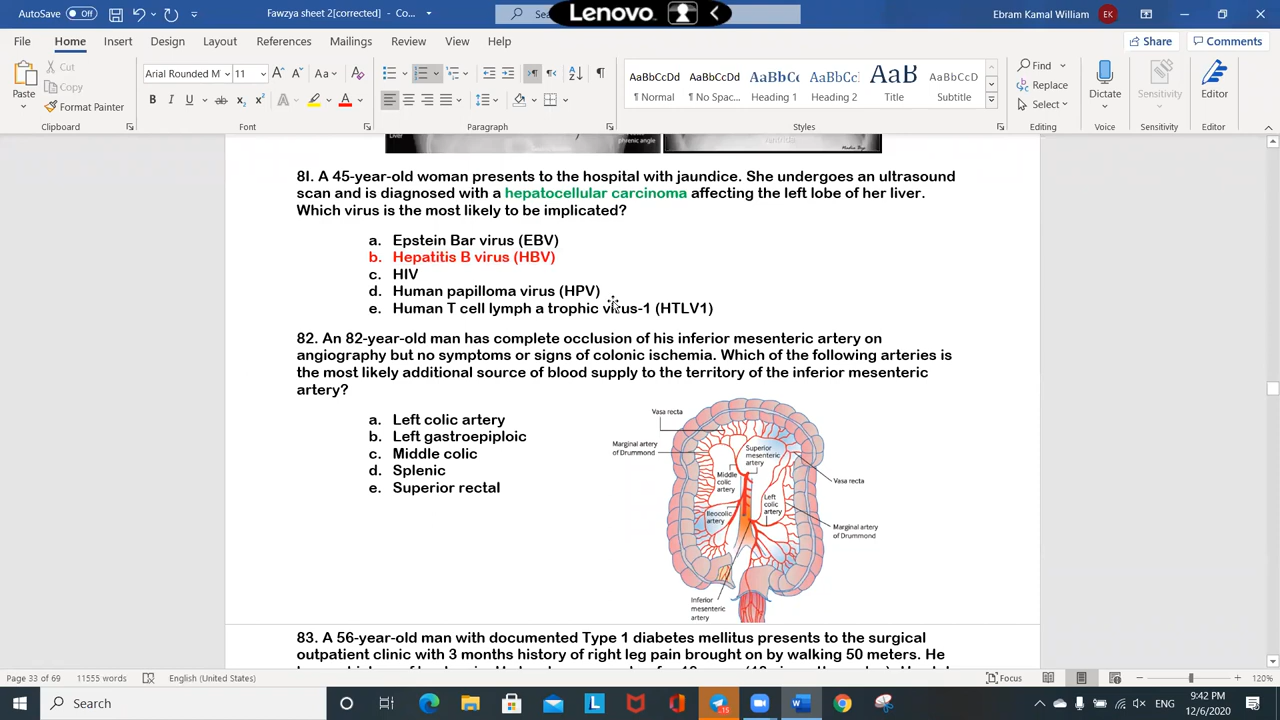 AutoSave
Off
Document2 - Word
Search
Ebram Kamal William
EK
Lenovo
File
Home
Insert
Design
Layout
References
Mailings
Review
View
Help
Share
Comments
Paste
Cut
Copy
Format Painter
Clipboard
Arial Rounded M
11
Font
Paragraph
AaBbCcDd
¶ Normal
AaBbCcDd
¶ No Spac...
AaBbCc
Heading 1
AaBbCcI
Heading 2
AaB
Title
AaBbCcD
Subtitle
Styles
Find
Replace
Select
Editing
Dictate
Voice
Sensitivity
Sensitivity
Editor
Editor
Liver
phrenic angle
81. A 45-year-old woman presents to the hospital with jaundice. She undergoes an ultrasound
scan and is diagnosed with a hepatocellular carcinoma affecting the left lobe of her liver.
Which virus is the most likely to be implicated?
a. Epstein Bar virus (EBV)
b. Hepatitis B virus (HBV)
c. HIV
d. Human papilloma virus (HPV)
e. Human T cell lymph a trophic virus-1 (HTLV1)
82. An 82-year-old man has complete occlusion of his inferior mesenteric artery on
angiography but no symptoms or signs of colonic ischemia. Which of the following arteries is
the most likely additional source of blood supply to the territory of the inferior mesenteric
artery?
a. Left colic artery
b. Left gastroepiploic
c. Middle colic
d. Splenic
e. Superior rectal
Vasa recta
Marginal artery
of Drummond
Superior
mesenteric
artery
Middle
colic
artery
Vasa recta
Left
colic
artery
Ileocolic
artery
Marginal artery
of Drummond
Inferior
mesenteric
artery
83. A 56-year-old man with documented Type 1 diabetes mellitus presents to the surgical
outpatient clinic with 3 months history of right leg pain brought on by walking 50 meters. He
Page 33 of 69
11555 words
English (United States)
Focus
120%
Search
9:42 PM
12/6/2020